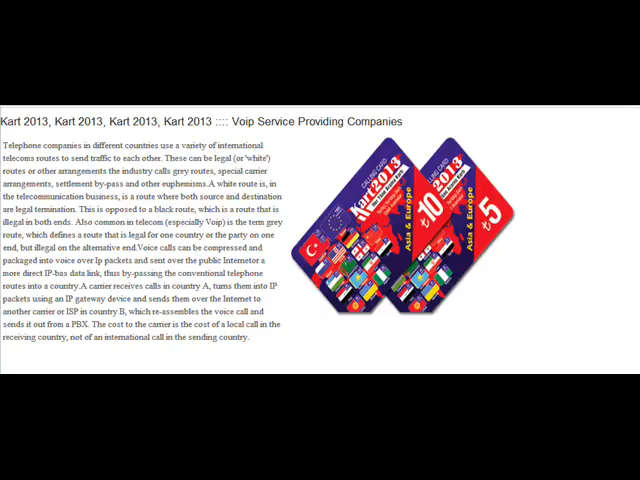 Kart 2013, Kart 2013, Kart 2013, Kart 2013 :::: Voip Service Providing Companies
Telephone companies in different countries use a variety of international
telecoms routes to send traffic to each other. These can be legal (or 'white')
routes or other arrangements the industry calls grey routes, special carrier
arrangements, settlement by-pass and other euphemisms.A white route is, in
the telecommunication business, is a route where both source and destination
are legal termination. This is opposed to a black route, which is a route that is
illegal in both ends. Also common in telecom (especially Voip) is the term grey
route, which defines a route that is legal for one country or the party on one
end, but illegal on the alternative end.Voice calls can be compressed and
packaged into voice over Ip packets and sent over the public Internetor a
more direct IP-bas data link, thus by-passing the conventional telephone
routes into a country.A carrier receives calls in country A, turns them into IP
packets using an IP gateway device and sends them over the Internet to
another carrier or ISP in country B, which re-assembles the voice call and
sends it out from a PBX. The cost to the carrier is the cost of a local call in the
receiving country, not of an international call in the sending country.
CALLING CARD
Kart2013
₺10
Asia & Europe
CALLING CARD
2013
₺5
Asia & Europe